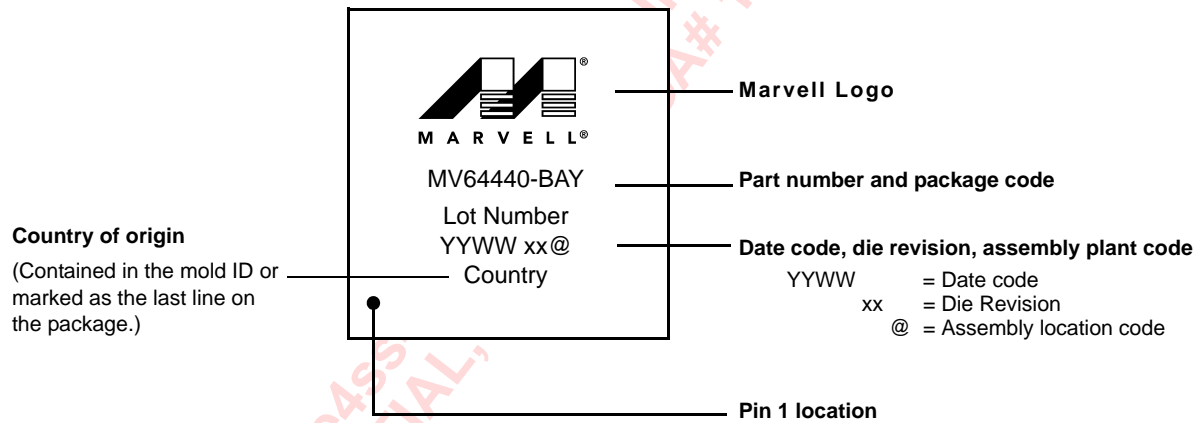 ®
MARVELL®
MV64440-BAY
Lot Number
YYWW xx@
Country
Marvell Logo
Part number and package code
Date code, die revision, assembly plant code
YYWW = Date code
xx = Die Revision
@ = Assembly location code
Pin 1 location
Country of origin
(Contained in the mold ID or
marked as the last line on
the package.)